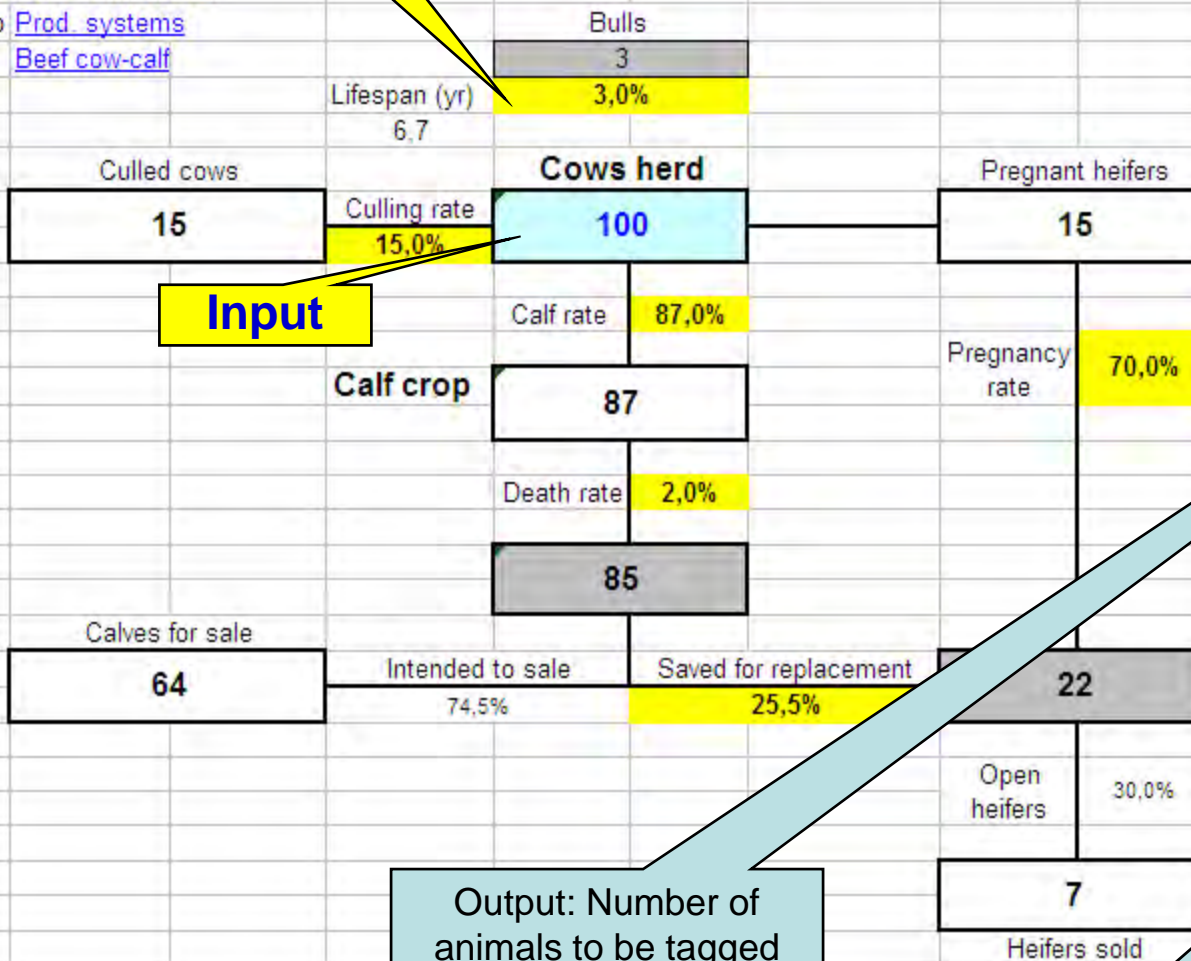 Prod. systems
Bulls
Beef cow-calf
3
Lifespan (yr)
3,0%
6,7
Culled cows
Cows herd
Pregnant heifers
15
Culling rate
100
15
15,0%
Input
Calf rate
87,0%
Pregnancy
rate
70,0%
Calf crop
87
Death rate
2,0%
85
Calves for sale
64
Intended to sale
Saved for replacement
22
74,5%
25,5%
Open
heifers
30,0%
7
Output: Number of
animals to be tagged
Heifers sold